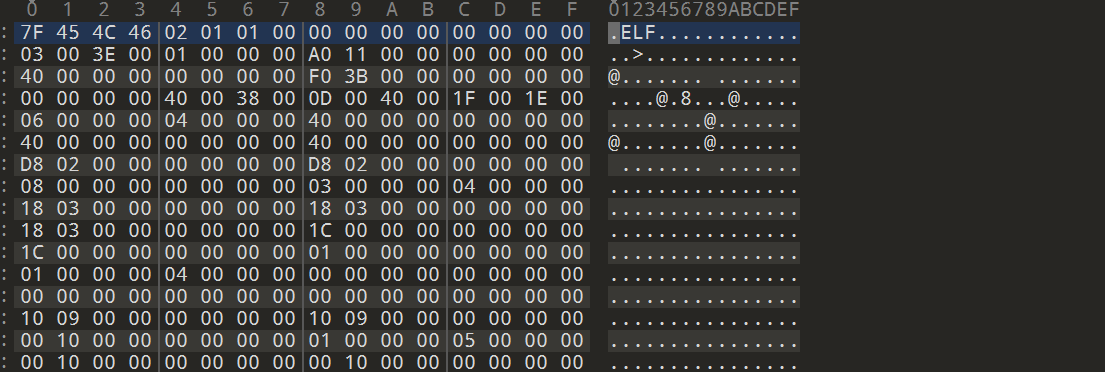 0 1 2 3 4 5 6 7 8 9 A B C D E F 0123456789ABCDEF
: 7F 45 4C 46 02 01 01 00 00 00 00 00 00 00 00 00 .ELF............
: 03 00 3E 00 01 00 00 00 A0 11 00 00 00 00 00 00 ..>.............
: 40 00 00 00 00 00 00 00 F0 3B 00 00 00 00 00 00 @....... .......
: 00 00 00 00 40 00 38 00 0D 00 40 00 1F 00 1E 00 ....@.8...@.....
: 06 00 00 00 04 00 00 00 40 00 00 00 00 00 00 00 ........@.......
: 40 00 00 00 00 00 00 00 40 00 00 00 00 00 00 00 @.......@.......
: D8 02 00 00 00 00 00 00 D8 02 00 00 00 00 00 00 ....... .......
: 08 00 00 00 00 00 00 00 03 00 00 00 04 00 00 00 ................
: 18 03 00 00 00 00 00 00 18 03 00 00 00 00 00 00 ................
: 18 03 00 00 00 00 00 00 1C 00 00 00 00 00 00 00 ................
: 1C 00 00 00 00 00 00 00 01 00 00 00 00 00 00 00 ................
: 01 00 00 00 04 00 00 00 00 00 00 00 00 00 00 00 ................
: 00 00 00 00 00 00 00 00 00 00 00 00 00 00 00 00 ................
: 10 09 00 00 00 00 00 00 10 09 00 00 00 00 00 00 ................
: 00 10 00 00 00 00 00 00 01 00 00 00 05 00 00 00 ................
: 00 10 00 00 00 00 00 00 00 10 00 00 00 00 00 00 ................